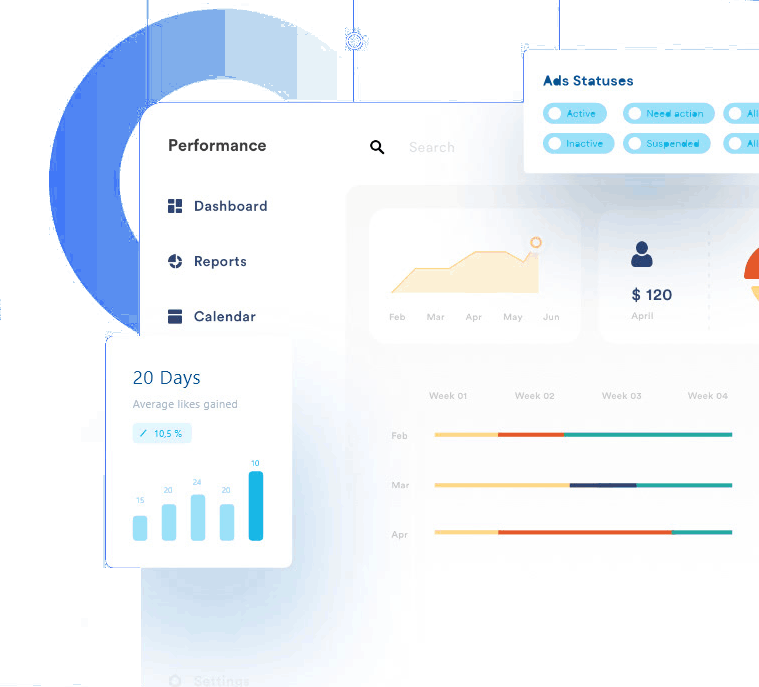 Ads Statuses
Active
Need action
All
Inactive
Suspended
All
Performance
Search
Dashboard
Reports
Calendar
Feb Mar Apr May Jun
$ 120
April
20 Days
Average likes gained
✓ 10,5 %
15 20 24 20 10
Week 01 Week 02 Week 03 Week 04
Feb
Mar
Apr
Settings